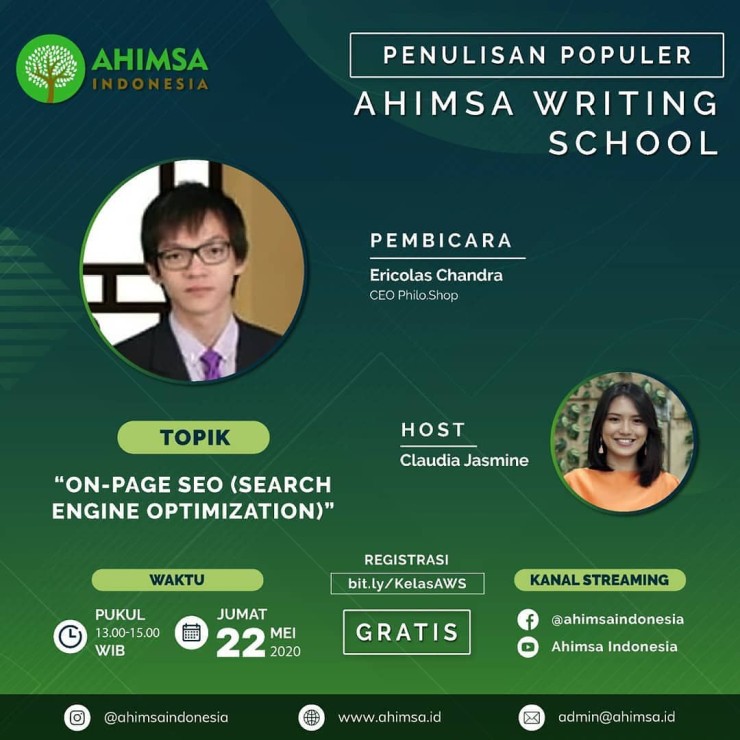 AHIMSA
INDONESIA
PENULISAN POPULER
AHIMSA WRITING
SCHOOL
PEMBICARA
Ericolas Chandra
CEO Philo.Shop
HOST
Claudia Jasmine
TOPIK
“ON-PAGE SEO (SEARCH
ENGINE OPTIMIZATION)”
WAKTU
PUKUL
13.00-15.00
WIB
JUMAT
22 MEI
2020
REGISTRASI
bit.ly/KelasAWS
GRATIS
KANAL STREAMING
@ahimsaindonesia
Ahimsa Indonesia
@ahimsaindonesia
www.ahimsa.id
admin@ahimsa.id